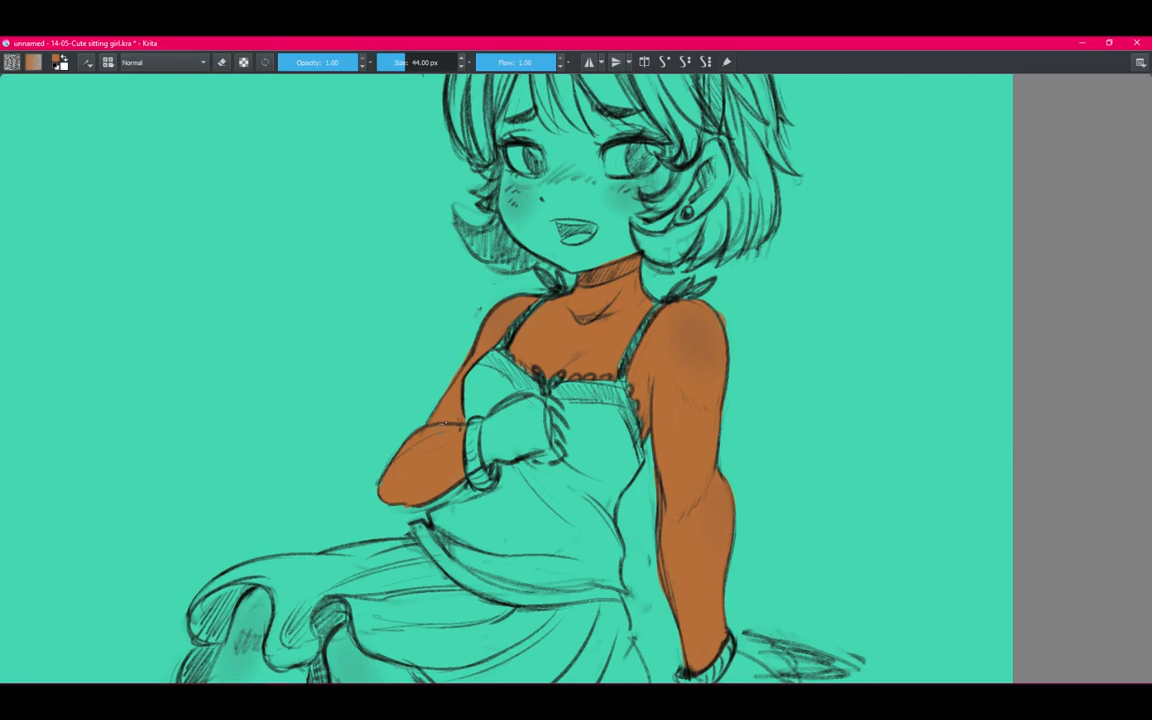 unnamed - 14-05-Cute sitting girl.kra * - Krita
Normal
Opacity: 1.00
Size: 44.00 px
Flow: 1.00